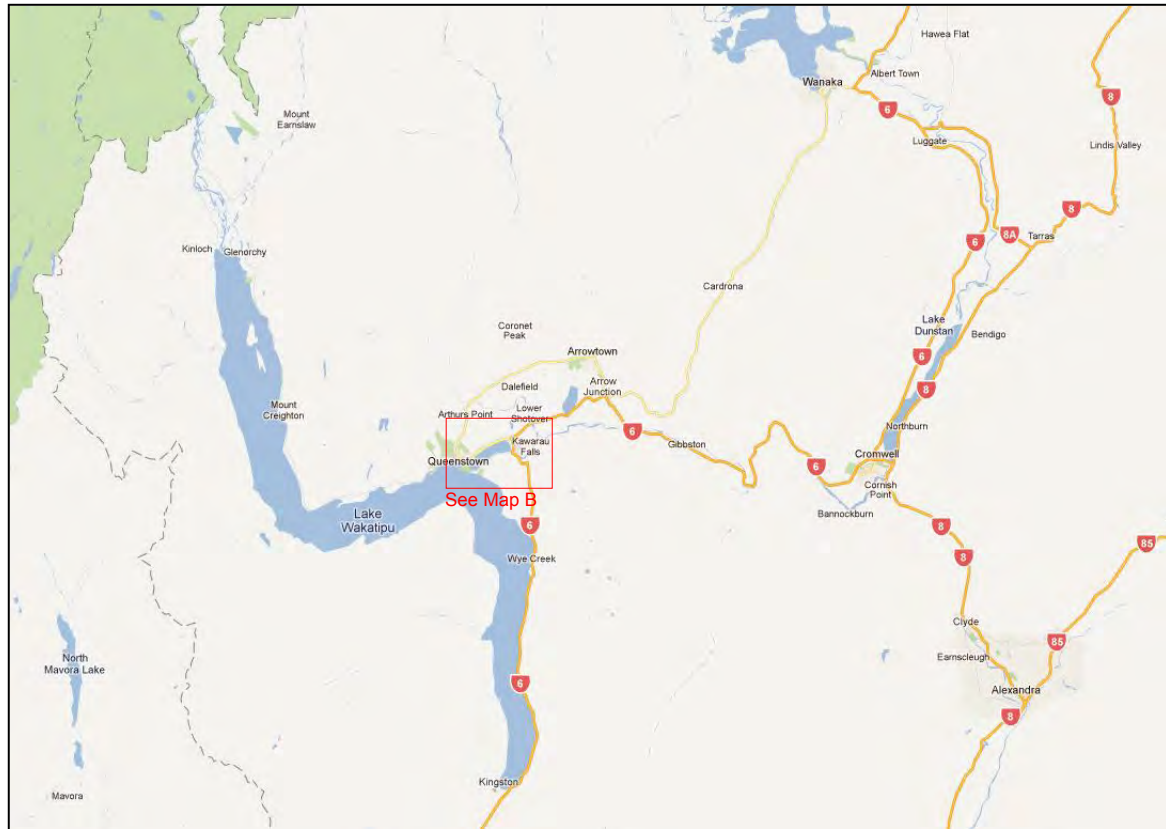 Hawea Flat
Albert Town
Wanaka
8
6
Mount
Earnslaw
Luggate
Lindis Valley
8
8A
Tarras
6
Kinloch
Glenorchy
Cardrona
Lake
Dunstan
Bendigo
Coronet
Peak
Arrowtown
6
8
Dalefield
Arrow
Junction
Mount
Creighton
Arthurs Point
Lower
Shotover
6
Northburn
Kawarau
Falls
Gibbston
Queenstown
Cromwell
6
See Map B
Cornish
Point
Bannockburn
Lake
Wakatipu
6
8
85
8
Wye Creek
Clyde
85
Earnscleugh
North
Mavora Lake
6
Alexandra
8
Kingston
Mavora